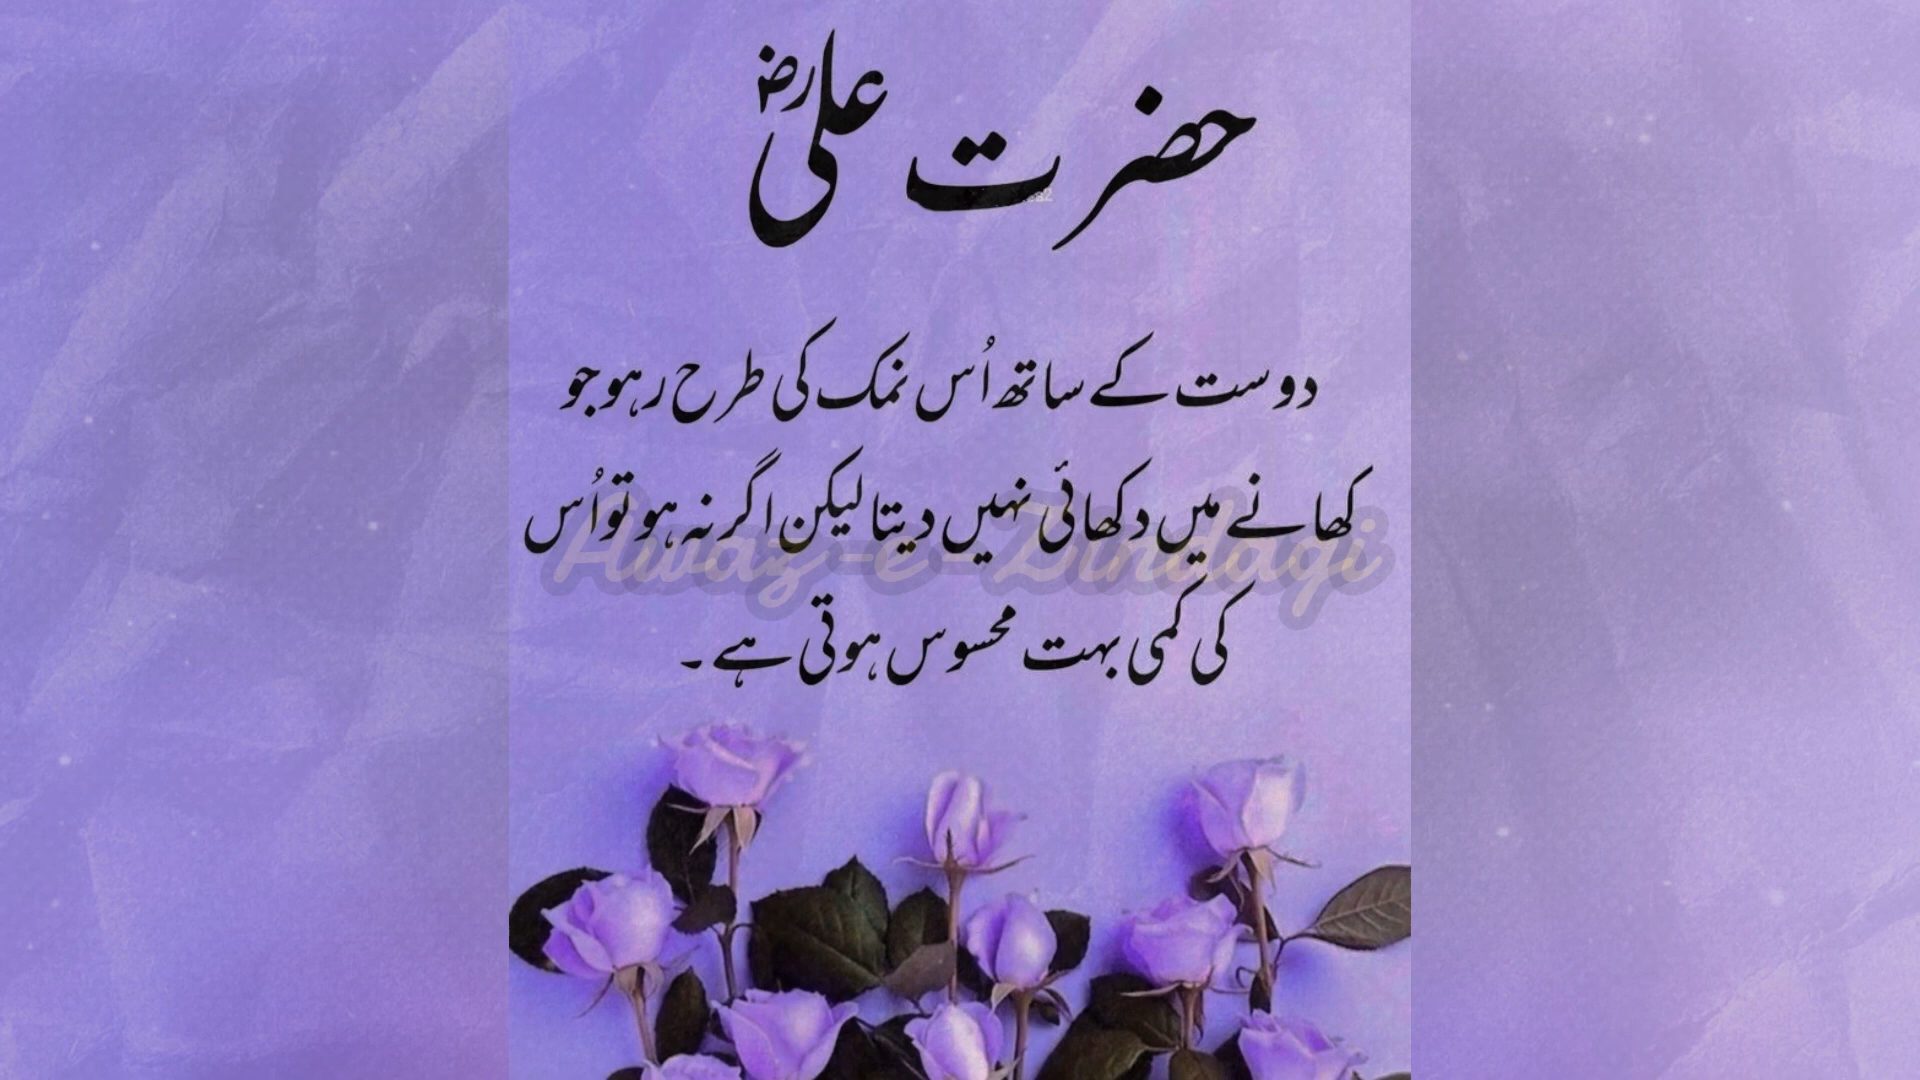 حضرت علیؓ
دوست کے ساتھ اُس نمک کی طرح رہو جو
کھانے میں دکھائی نہیں دیتا لیکن اگر نہ ہو تو اُس
Awaz-e-Zindagi
کی کمی بہت محسوس ہوتی ہے۔